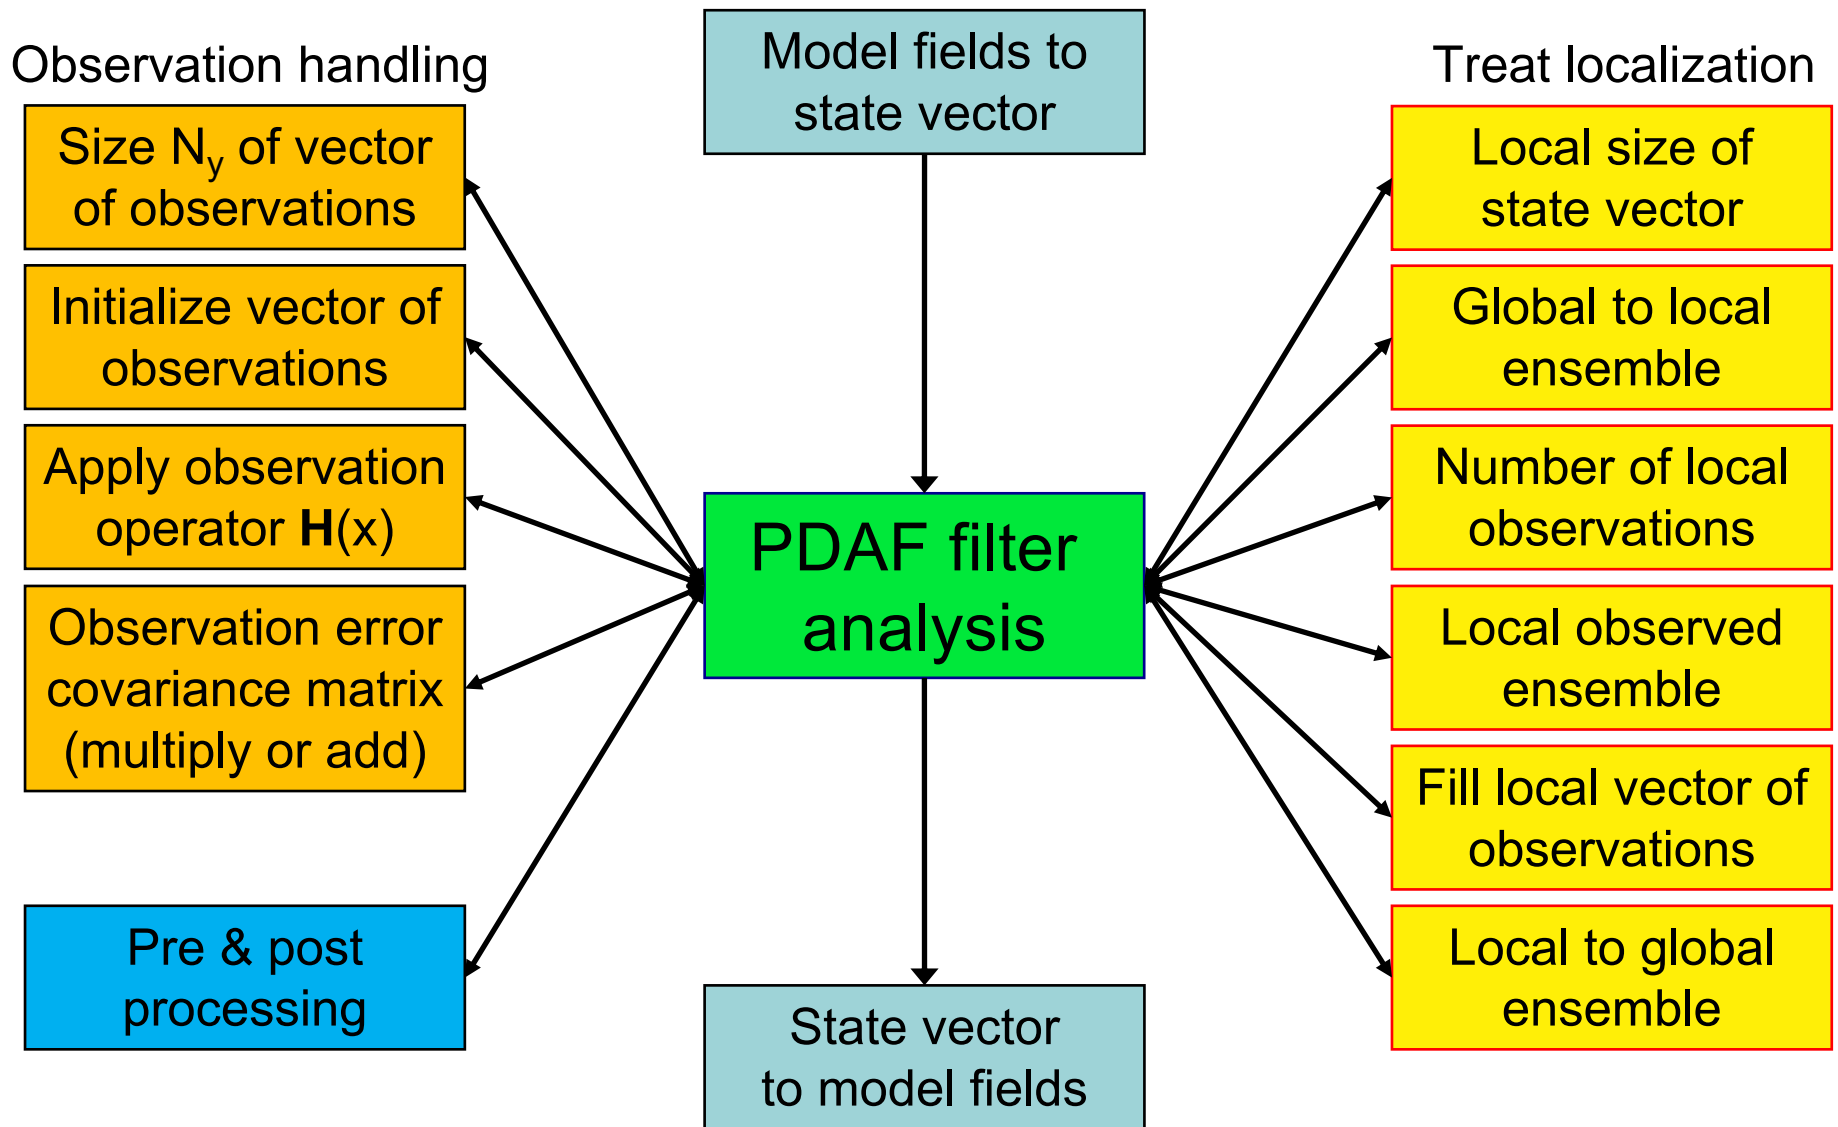 Observation handling
Size Ny of vector
of observations
Initialize vector of
observations
Apply observation
operator H(x)
Observation error
covariance matrix
(multiply or add)
Pre & post
processing
Model fields to
state vector
PDAF filter
analysis
State vector
to model fields
Treat localization
Local size of
state vector
Global to local
ensemble
Number of local
observations
Local observed
ensemble
Fill local vector of
observations
Local to global
ensemble